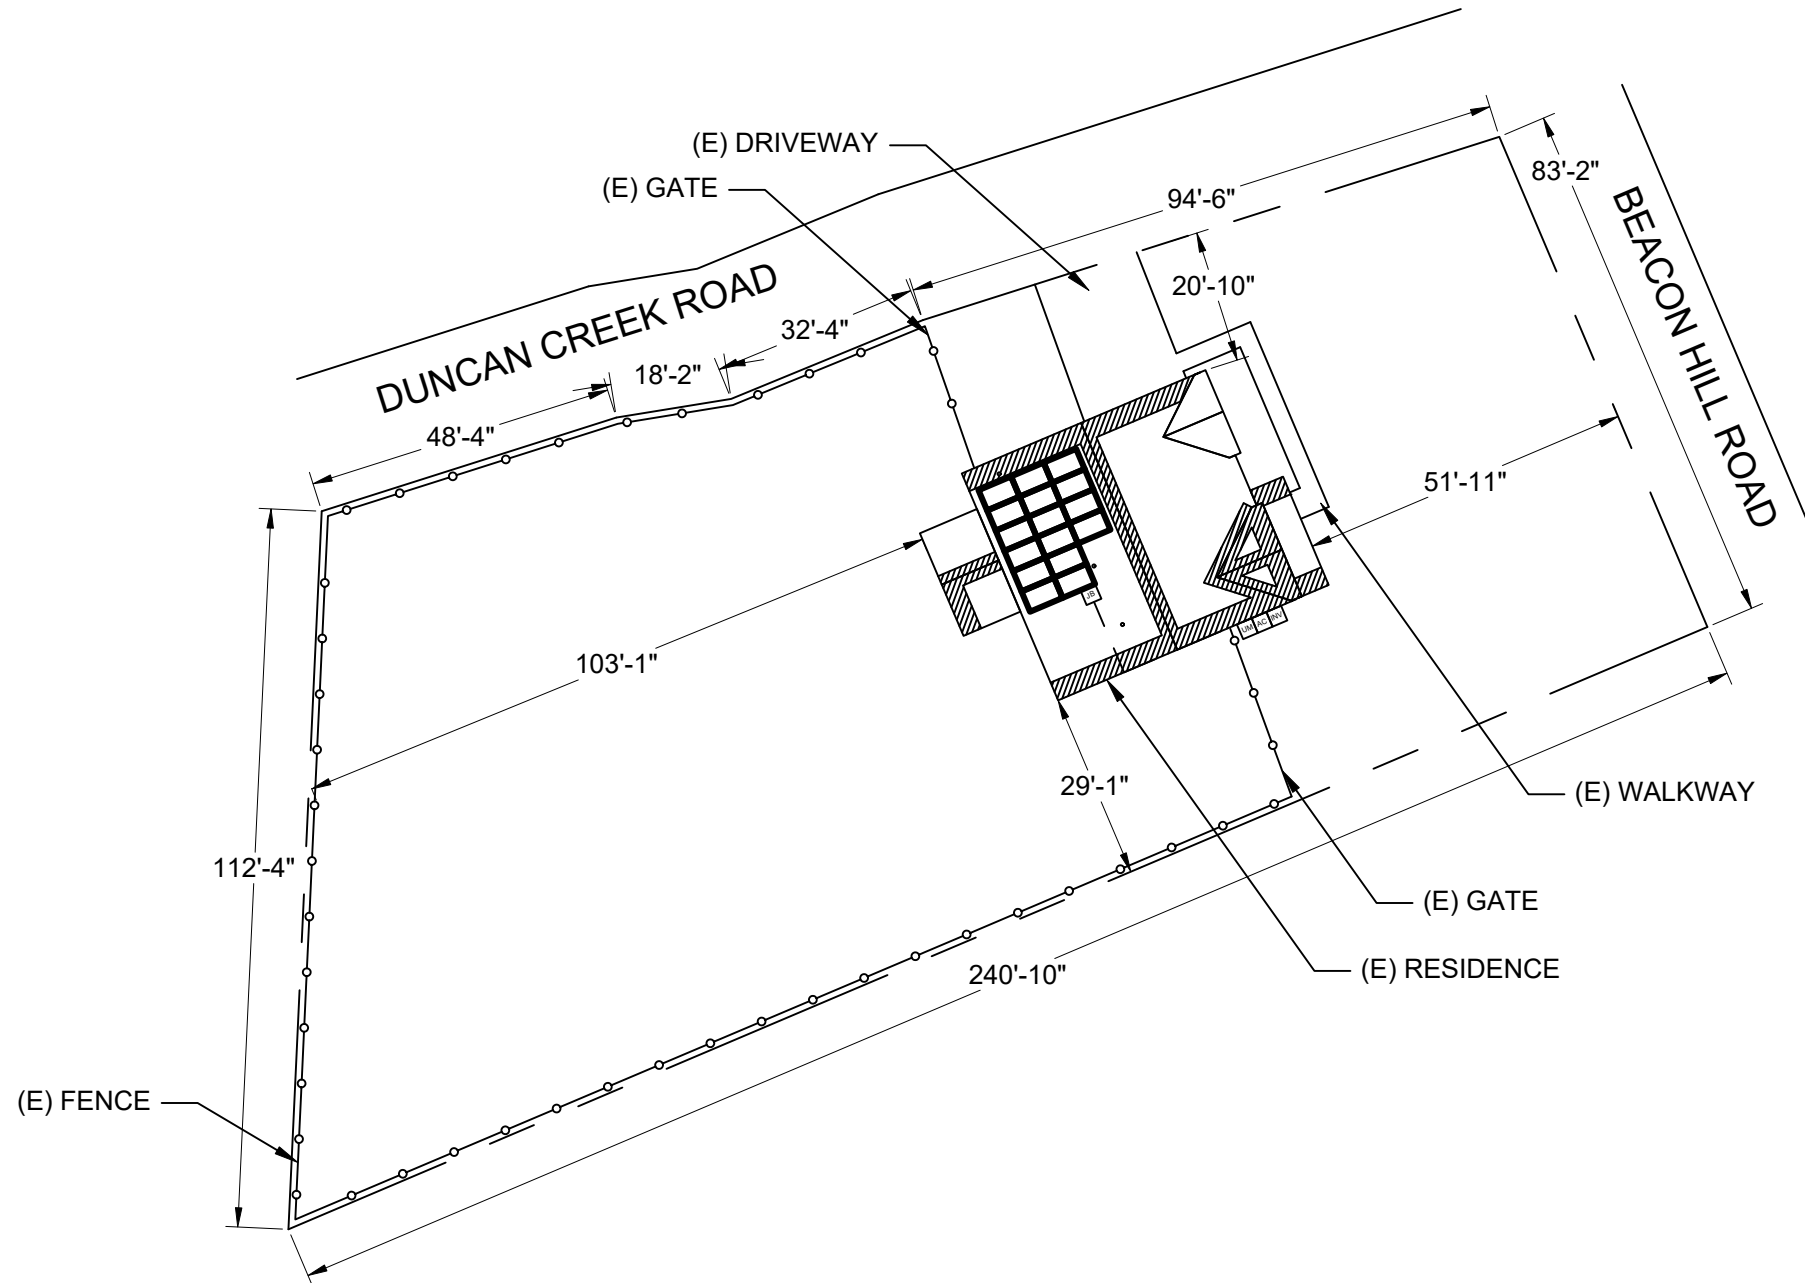 (E) DRIVEWAY
(E) GATE
94'-6"
83'-2"
BEACON HILL ROAD
20'-10"
DUNCAN CREEK ROAD
32'-4"
18'-2"
48'-4"
51'-11"
JB
UM
AC
INV
103'-1"
29'-1"
(E) WALKWAY
112'-4"
(E) GATE
240'-10"
(E) RESIDENCE
(E) FENCE